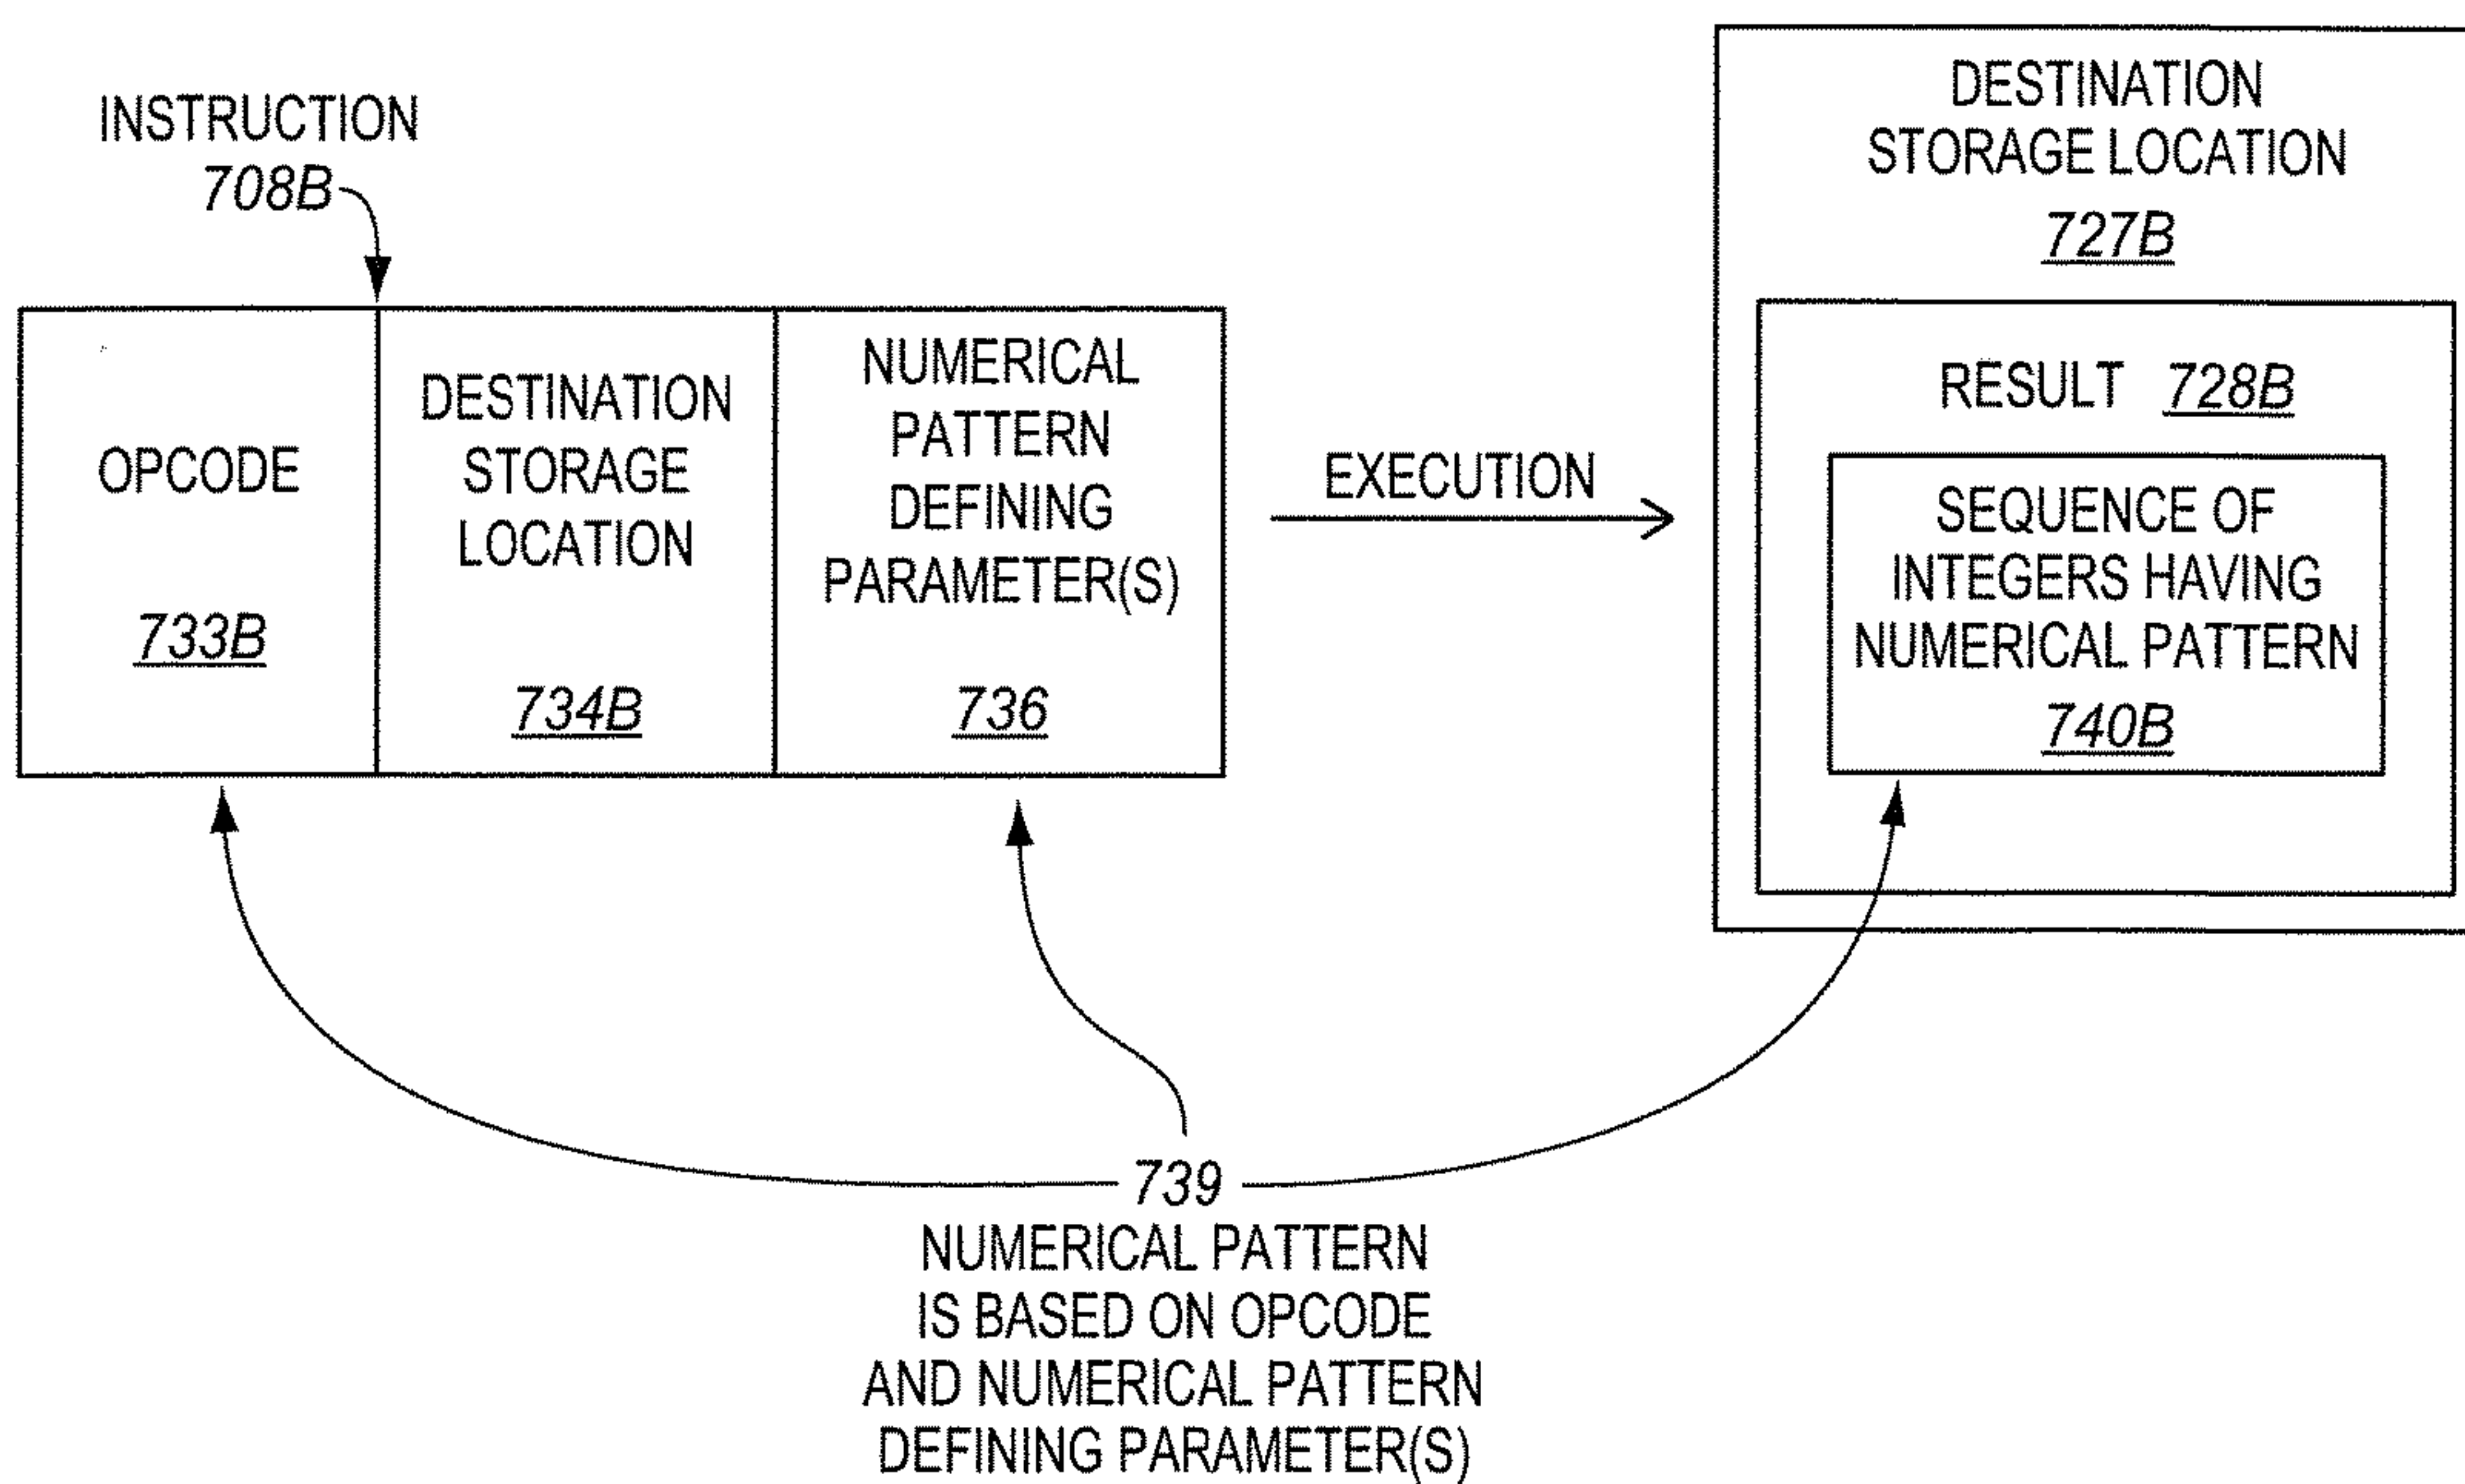 INSTRUCTION
708B
OPCODE
733B
DESTINATION
STORAGE
LOCATION
734B
NUMERICAL
PATTERN
DEFINING
PARAMETER(S)
736
EXECUTION
DESTINATION
STORAGE LOCATION
727B
RESULT 728B
SEQUENCE OF
INTEGERS HAVING
NUMERICAL PATTERN
740B
739
NUMERICAL PATTERN
IS BASED ON OPCODE
AND NUMERICAL PATTERN
DEFINING PARAMETER(S)